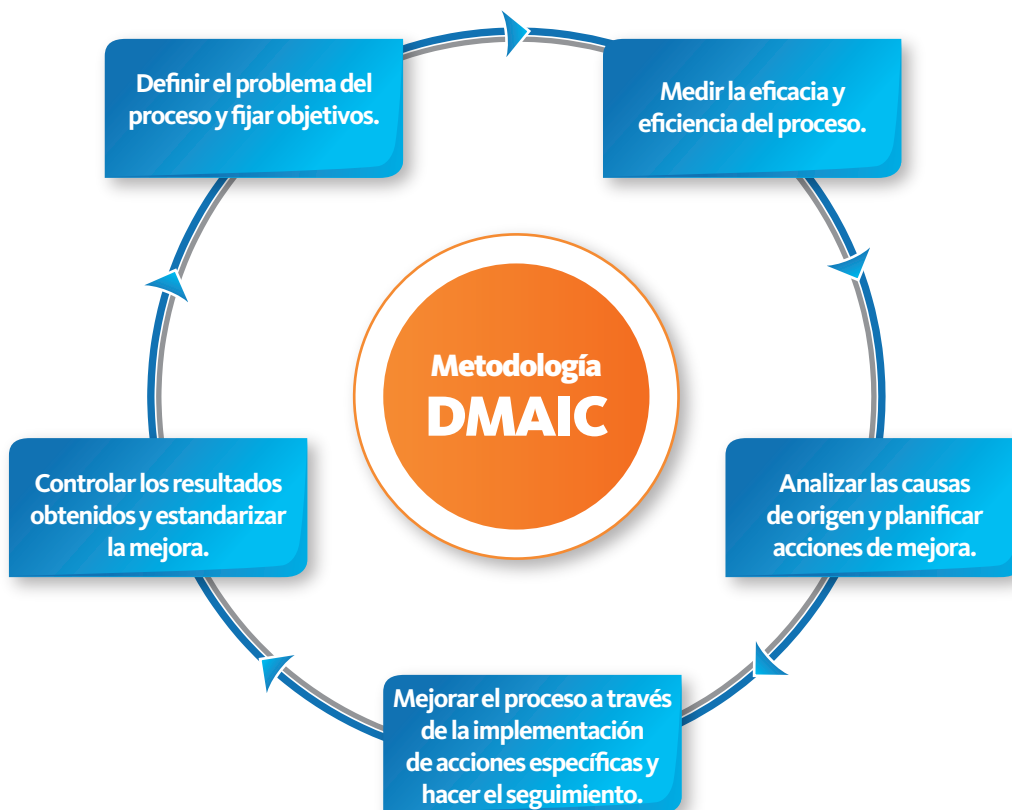 Definir el problema del
proceso y fijar objetivos.
Medir la eficacia y
eficiencia del proceso.
Metodología
DMAIC
Controlar los resultados
obtenidos y estandarizar
la mejora.
Analizar las causas
de origen y planificar
acciones de mejora.
Mejorar el proceso a través
de la implementación
de acciones específicas y
hacer el seguimiento.